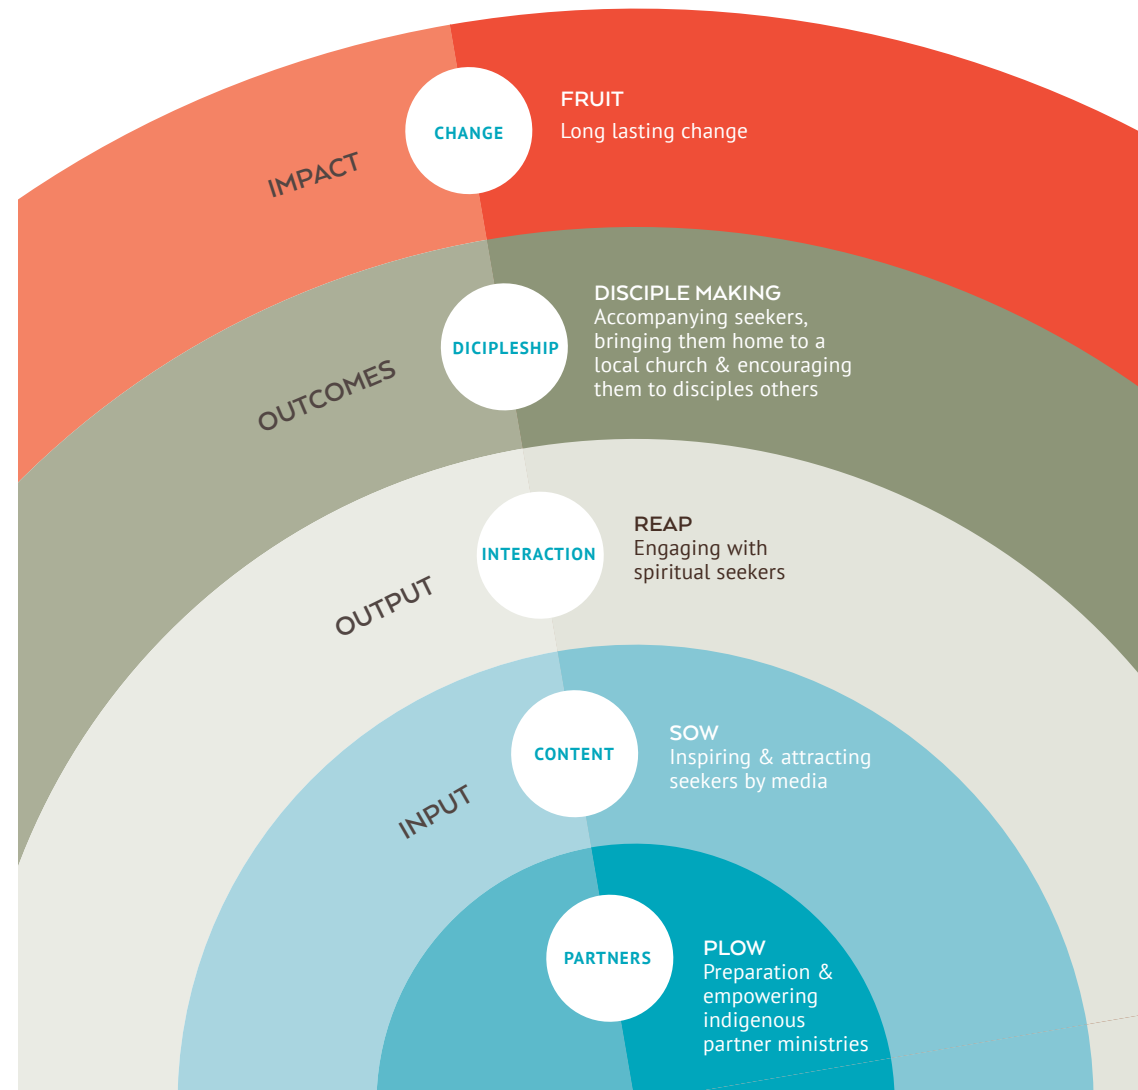 IMPACT
CHANGE
FRUIT
Long lasting change
OUTCOMES
DICIPLESHIP
DISCIPLE MAKING
Accompanying seekers,
bringing them home to a
local church & encouraging
them to disciples others
OUTPUT
INTERACTION
REAP
Engaging with
spiritual seekers
INPUT
CONTENT
SOW
Inspiring & attracting
seekers by media
PARTNERS
PLOW
Preparation &
empowering
indigenous
partner ministries